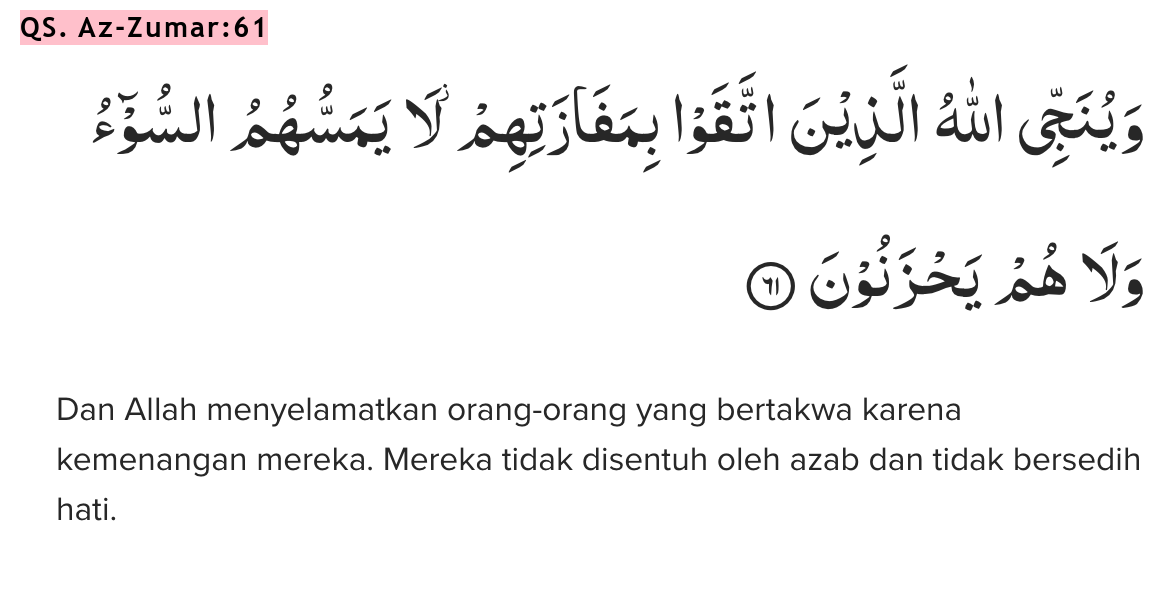 QS. Az-Zumar:61
وَيُنَجِّى اللّٰهُ الَّذِيْنَ اتَّقَوْا بِمَفَازَتِهِمْ ۖلَا يَمَسُّهُمُ السُّوْۤءُ
وَلَا هُمْ يَحْزَنُوْنَ ۝٦١
Dan Allah menyelamatkan orang-orang yang bertakwa karena
kemenangan mereka. Mereka tidak disentuh oleh azab dan tidak bersedih
hati.